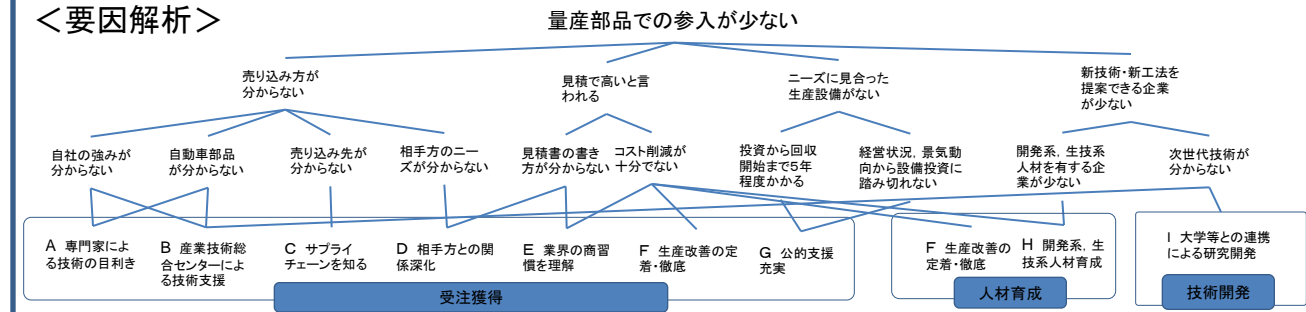 ＜要因解析＞
量産部品での参入が少ない
売り込み方が
分からない
見積で高いと言
われる
ニーズに見合った
生産設備がない
新技術・新工法を
提案できる企業
が少ない
自社の強みが
分からない
自動車部品
が分からない
売り込み先が
分からない
相手方のニー
ズが分からない
見積書の書き
方が分からない
コスト削減が
十分でない
投資から回収
開始まで５年
程度かかる
経営状況，景気動
向から設備投資に
踏み切れない
開発系，生技系
人材を有する企
業が少ない
次世代技術が
分からない
Ａ 専門家によ
る技術の目利き
Ｂ 産業技術総
合センターによ
る技術支援
Ｃ サプライ
チェーンを知る
Ｄ 相手方との関
係深化
Ｅ 業界の商習
慣を理解
Ｆ 生産改善の定
着・徹底
Ｇ 公的支援
充実
Ｆ 生産改善の
定着・徹底
Ｈ 開発系，生
技系人材育成
Ｉ 大学等との連携
による研究開発
受注獲得
人材育成
技術開発